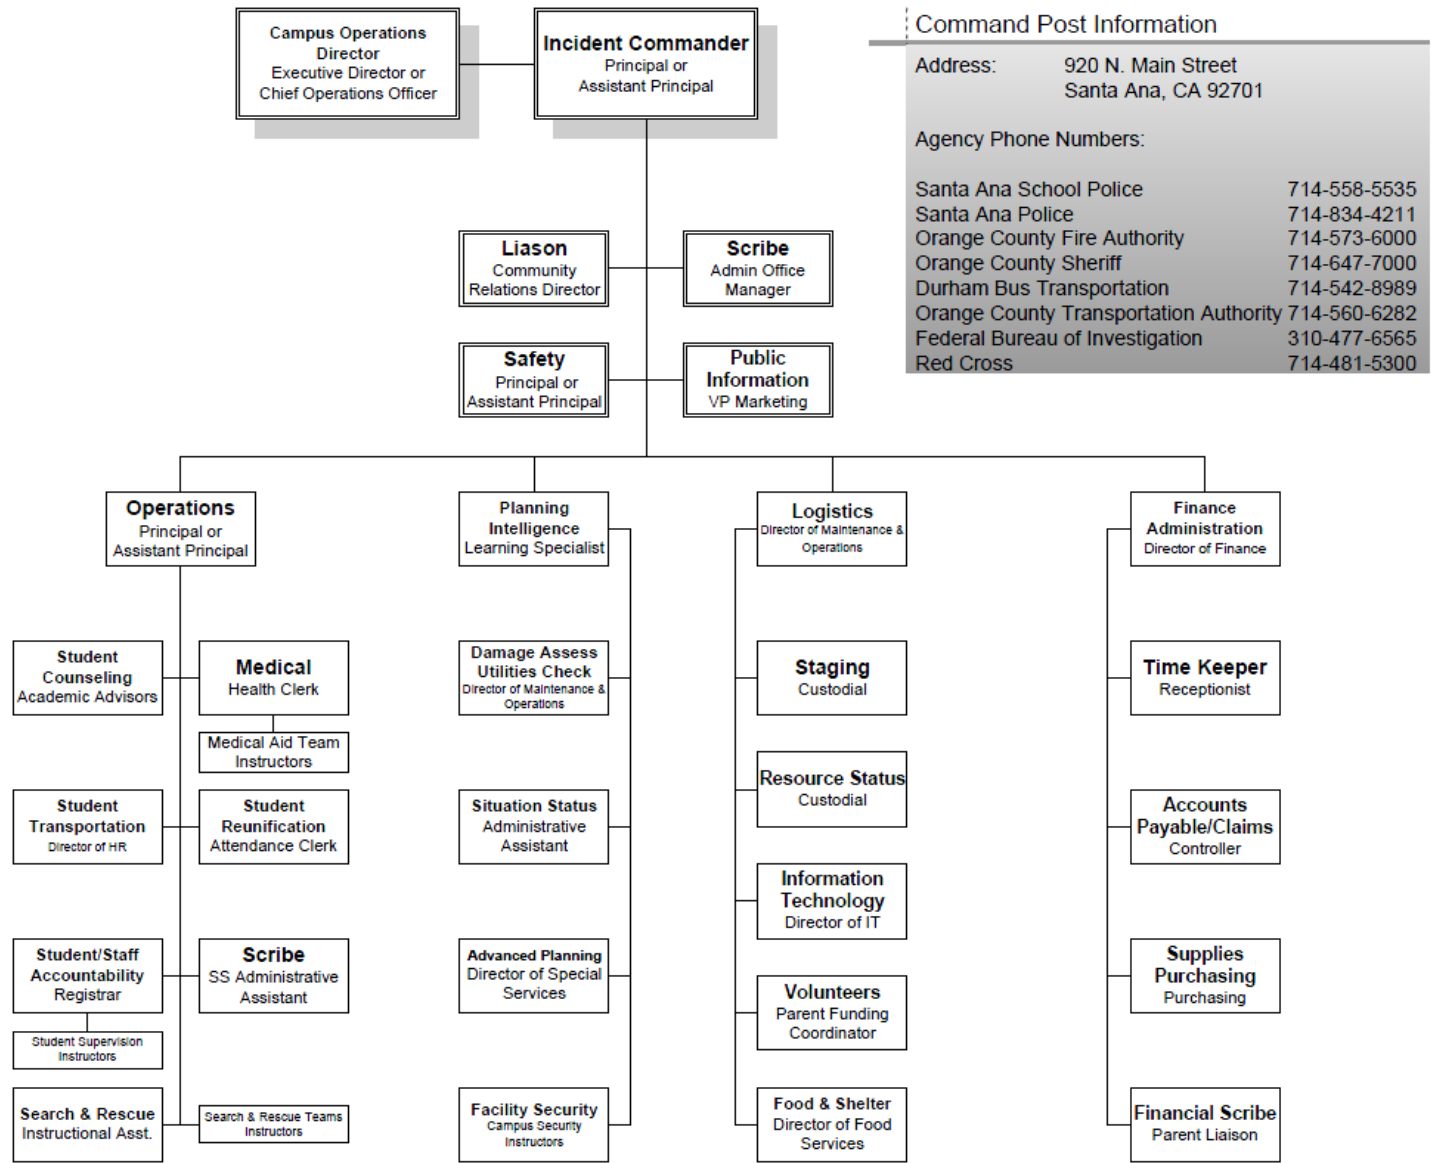 Campus Operations
Director
Executive Director or
Chief Operations Officer
Incident Commander
Principal or
Assistant Principal
Command Post Information
Address: 920 N. Main Street
Santa Ana, CA 92701
Agency Phone Numbers:
Santa Ana School Police 714-558-5535
Santa Ana Police 714-834-4211
Orange County Fire Authority 714-573-6000
Orange County Sheriff 714-647-7000
Durham Bus Transportation 714-542-8989
Orange County Transportation Authority 714-560-6282
Federal Bureau of Investigation 310-477-6565
Red Cross 714-481-5300
Liason
Community
Relations Director
Scribe
Admin Office
Manager
Safety
Principal or
Assistant Principal
Public
Information
VP Marketing
Operations
Principal or
Assistant Principal
Planning
Intelligence
Learning Specialist
Logistics
Director of Maintenance &
Operations
Finance
Administration
Director of Finance
Student
Counseling
Academic Advisors
Medical
Health Clerk
Medical Aid Team
Instructors
Student
Transportation
Director of HR
Student
Reunification
Attendance Clerk
Student/Staff
Accountability
Registrar
Student Supervision
Instructors
Scribe
SS Administrative
Assistant
Search & Rescue
Instructional Asst.
Search & Rescue Teams
Instructors
Damage Assess
Utilities Check
Director of Maintenance &
Operations
Situation Status
Administrative
Assistant
Advanced Planning
Director of Special
Services
Facility Security
Campus Security
Instructors
Staging
Custodial
Resource Status
Custodial
Information
Technology
Director of IT
Volunteers
Parent Funding
Coordinator
Food & Shelter
Director of Food
Services
Time Keeper
Receptionist
Accounts
Payable/Claims
Controller
Supplies
Purchasing
Purchasing
Financial Scribe
Parent Liaison